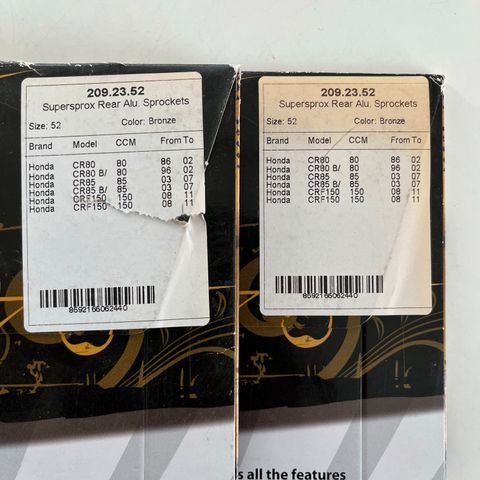 209.23.52
Supersprox Rear Alu. Sprockets
Size: 52 Color: Bronze
Brand Model CCM From To
Honda CR80 80 86 02
Honda CR80 B/ 80 96 02
Honda CR85 85 03 07
Honda CR85 B/ 85 03 07
Honda CRF150 150 08 11
Honda CRF150 150 08 11
8592166062440
209.23.52
Supersprox Rear Alu. Sprockets
Size: 52 Color: Bronze
Brand Model CCM From To
Honda CR80 80 86 02
Honda CR80 B/ 80 96 02
Honda CR85 85 03 07
Honda CR85 B/ 85 03 07
Honda CRF150 150 08 11
Honda CRF150 150 08 11
8592166062440
s all the features